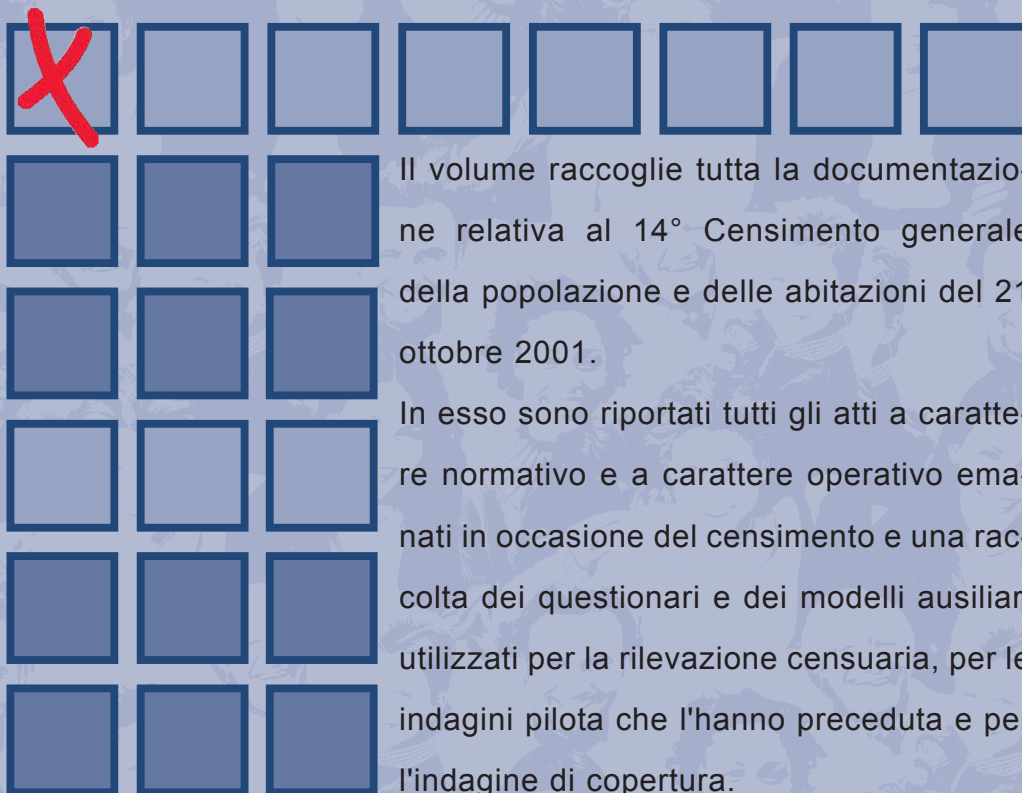 Il volume raccoglie tutta la documentazio-
ne relativa al 14° Censimento generale
della popolazione e delle abitazioni del 21
ottobre 2001.
In esso sono riportati tutti gli atti a caratte-
re normativo e a carattere operativo ema-
nati in occasione del censimento e una rac-
colta dei questionari e dei modelli ausiliari
utilizzati per la rilevazione censuaria, per le
indagini pilota che l'hanno preceduta e per
l'indagine di copertura.